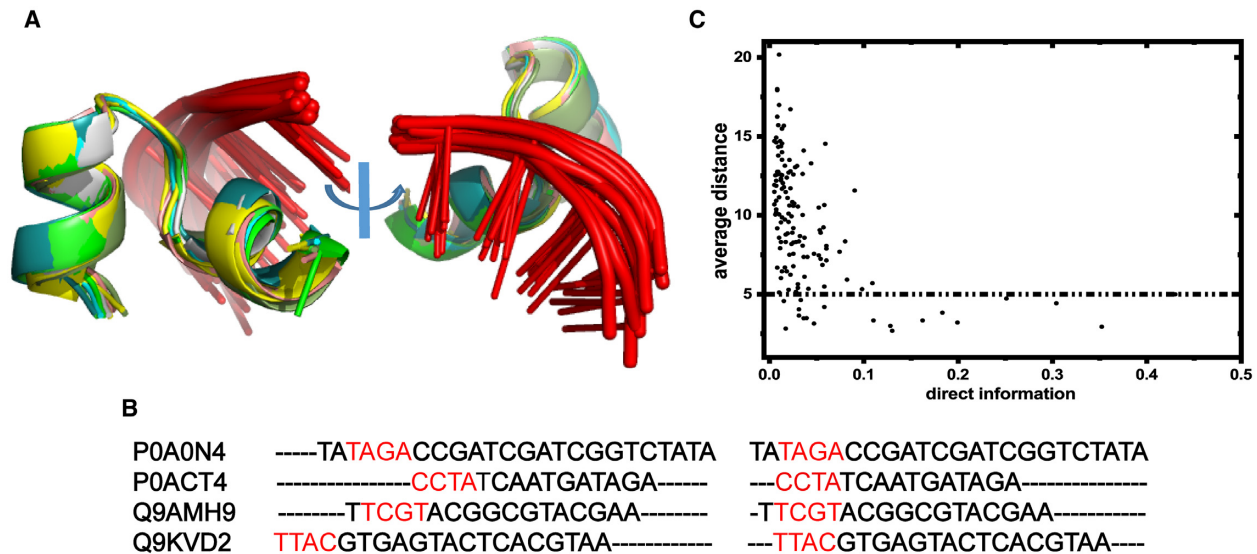 A
C
20
15
10
5
average distance
0.0 0.1 0.2 0.3 0.4 0.5
direct information
B
P0A0N4 -----TATAGACCGATCGATCGGTCTATA TATAGACCGATCGATCGGTCTATA
P0ACT4 ----------------CCTATCAATGATAGA------ ---CCTATCAATGATAGA---------------
Q9AMH9 --------TTCGTACGGCGTACGAA-------- -TTCGTACGGCGTACGAA-----------
Q9KVD2 TTACGTGAGTACTCACGTAA------------ ---TTACGTGAGTACTCACGTAA----